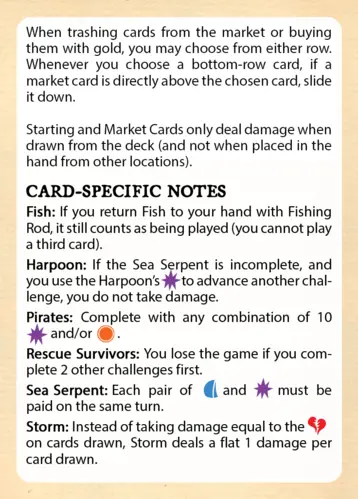 When trashing cards from the market or buying
them with gold, you may choose from either row.
Whenever you choose a bottom-row card, if a
market card is directly above the chosen card, slide
it down.
Starting and Market Cards only deal damage when
drawn from the deck (and not when placed in the
hand from other locations).
CARD-SPECIFIC NOTES
Fish: If you return Fish to your hand with Fishing
Rod, it still counts as being played (you cannot play
a third card).
Harpoon: If the Sea Serpent is incomplete, and
you use the Harpoon's to advance another chal-
lenge, you do not take damage.
Pirates: Complete with any combination of 10
and/or .
Rescue Survivors: You lose the game if you com-
plete 2 other challenges first.
Sea Serpent: Each pair of and must be
paid on the same turn.
Storm: Instead of taking damage equal to the
on cards drawn, Storm deals a flat 1 damage per
card drawn.